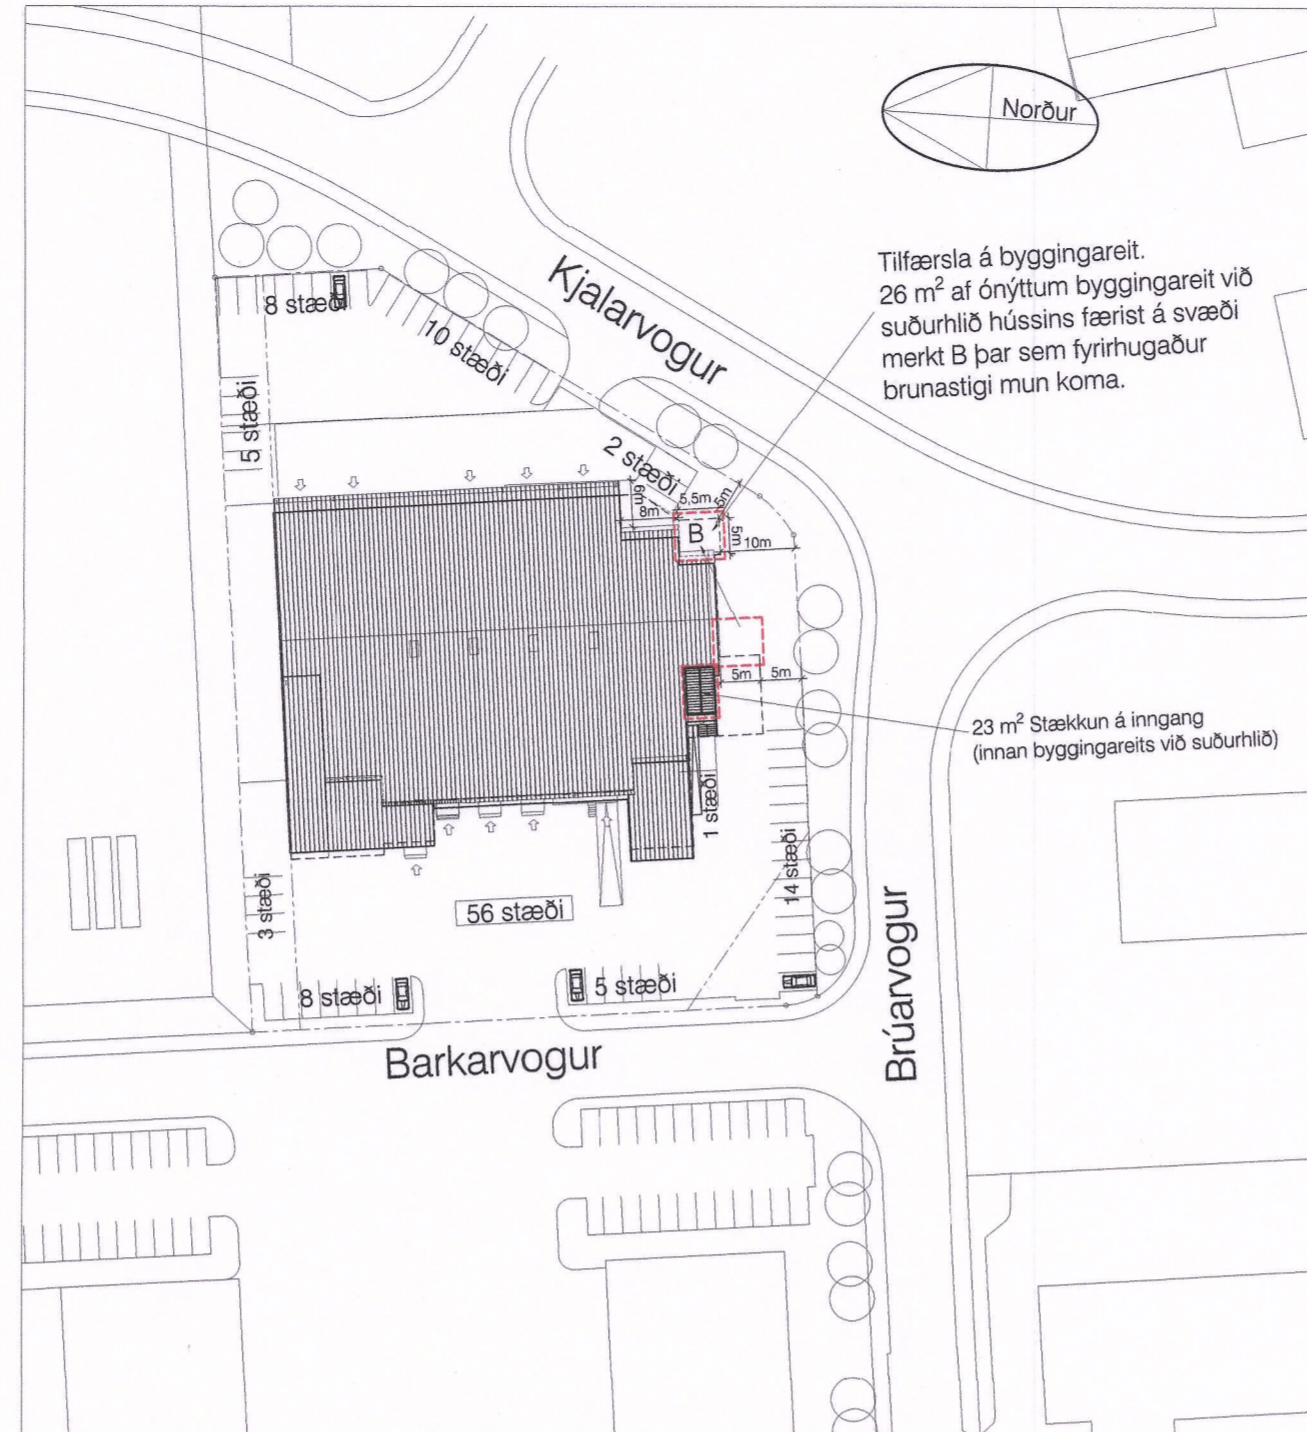 Norður
Tilfærsla á byggingareit.
26 m² af ónýttum byggingareit við
suðurhlið hússins færist á svæði
merkt B þar sem fyrirhugaður
brunastigi mun koma.
Kjalarvogur
8 stæði
10 stæði
5 stæði
2 stæði
6m
8m
5,5m
5m
B
5m
10m
5m
5m
23 m² Stækkun á inngang
(innan byggingareits við suðurhlið)
1 stæði
14 stæði
3 stæði
56 stæði
8 stæði
5 stæði
Barkarvogur
Brúarvogur